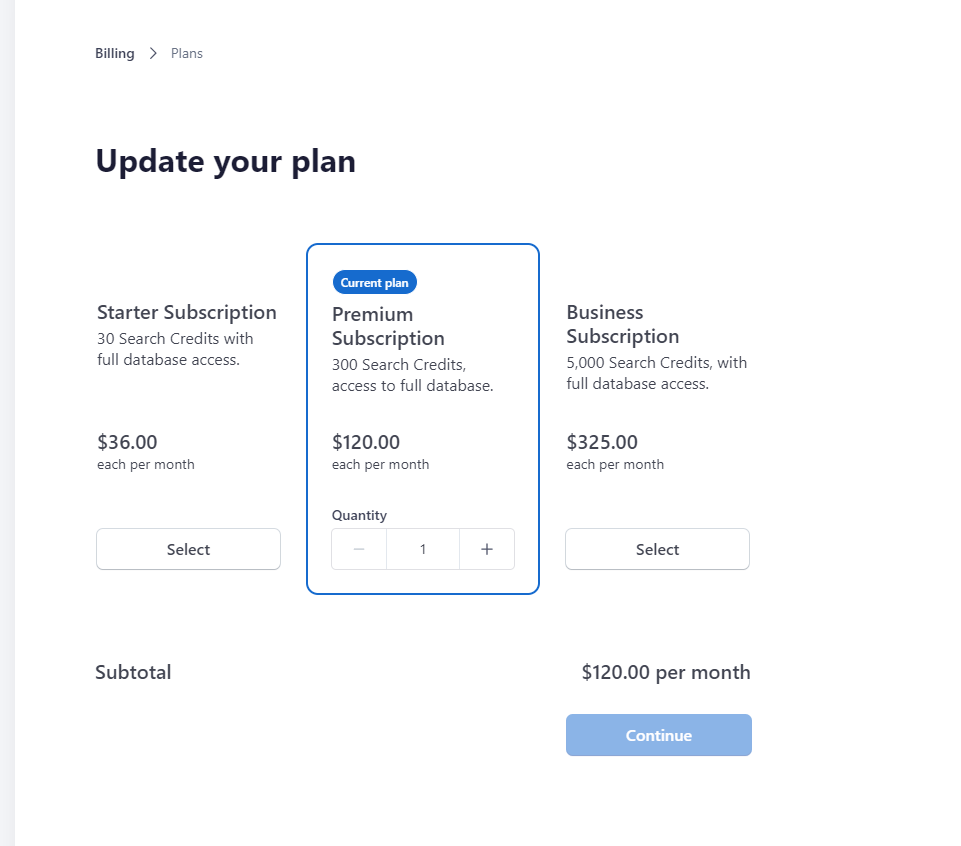 Billing > Plans
Update your plan
Starter Subscription
30 Search Credits with
full database access.
$36.00
each per month
Select
Current plan
Premium
Subscription
300 Search Credits,
access to full database.
$120.00
each per month
Quantity
− 1 +
Business
Subscription
5,000 Search Credits, with
full database access.
$325.00
each per month
Select
Subtotal $120.00 per month
Continue